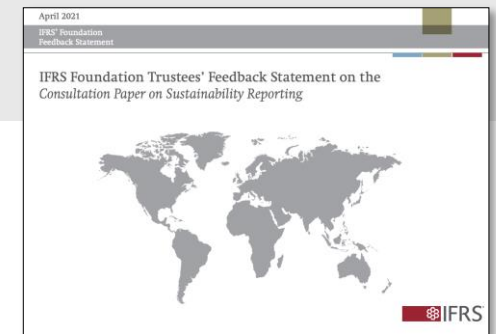 April 2021
IFRS® Foundation
Feedback Statement
IFRS Foundation Trustees’ Feedback Statement on the
Consultation Paper on Sustainability Reporting
IFRS